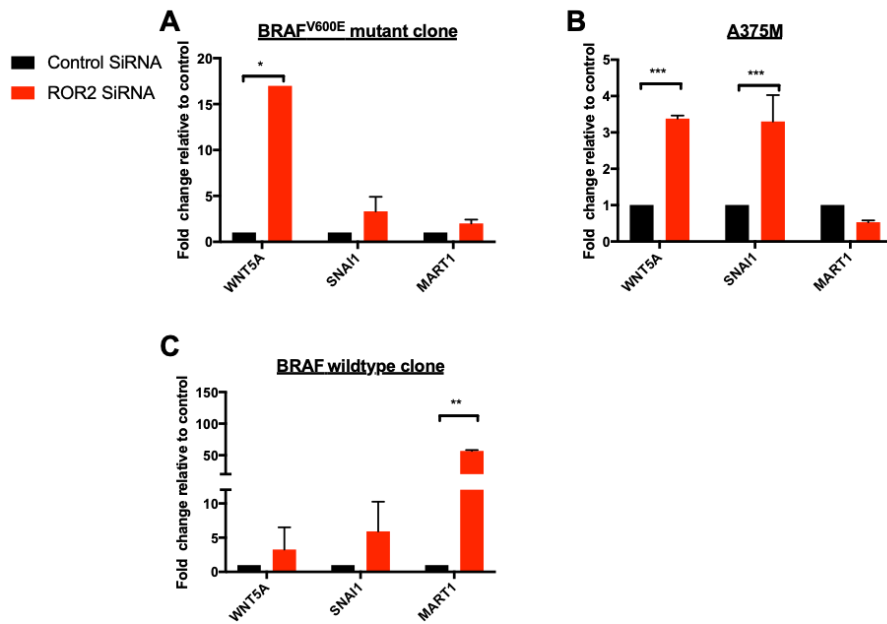 A
BRAFV600E mutant clone
Control SiRNA
ROR2 SiRNA
Fold change relative to control
20
15
10
5
0
*
WNT5A
SNAI1
MART1
B
A375M
Fold change relative to control
5
4
3
2
1
0
***
***
WNT5A
SNAI1
MART1
C
BRAF wildtype clone
Fold change relative to control
150
100
50
10
5
0
**
WNT5A
SNAI1
MART1